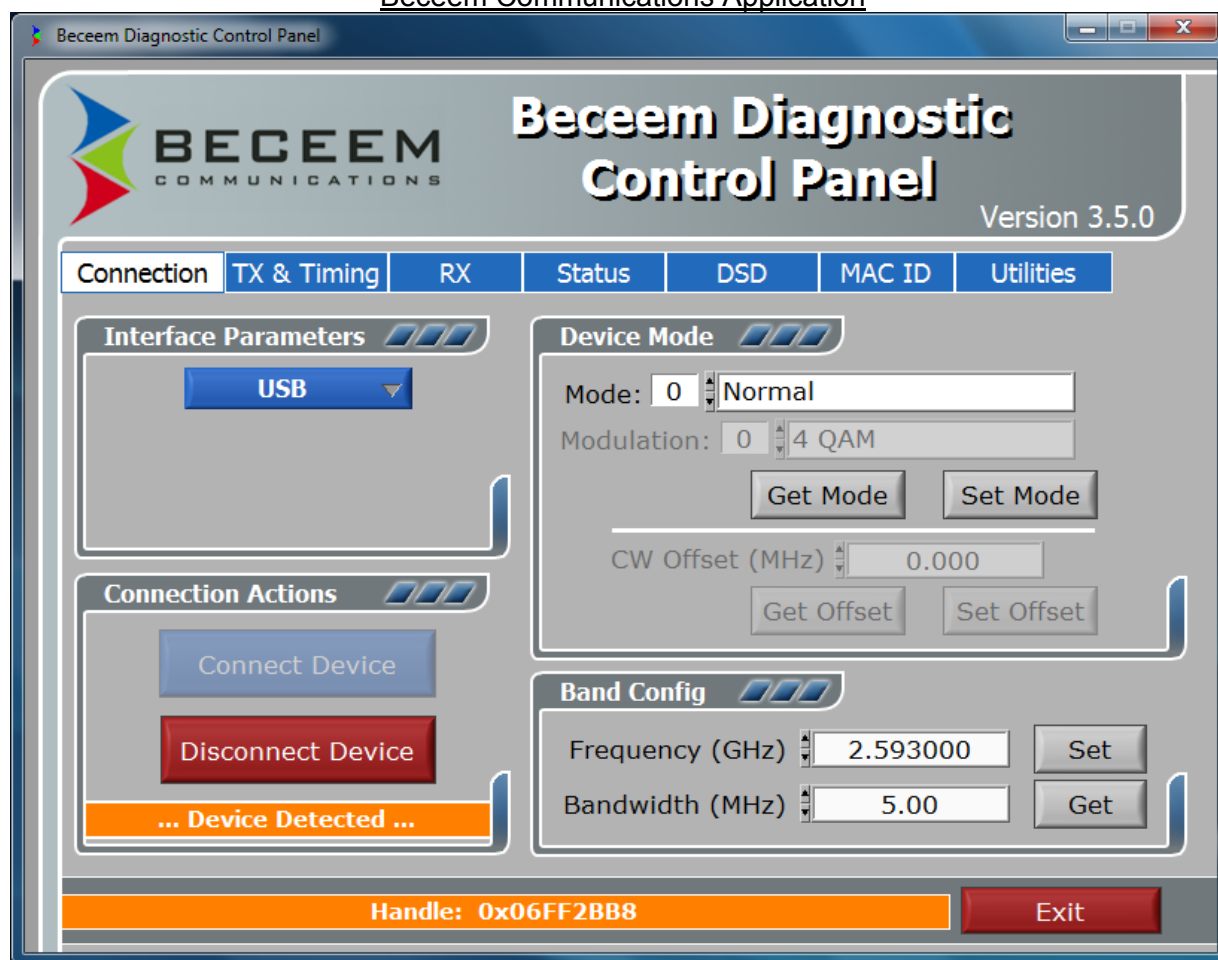 Beceem Communications Application
Beceem Diagnostic Control Panel
BECEEM
COMMUNICATIONS
Beceem Diagnostic
Control Panel
Version 3.5.0
Connection TX & Timing RX Status DSD MAC ID Utilities
Interface Parameters
USB
Connection Actions
Connect Device
Disconnect Device
... Device Detected ...
Device Mode
Mode: 0 Normal
Modulation: 0 4 QAM
Get Mode Set Mode
CW Offset (MHz) 0.000
Get Offset Set Offset
Band Config
Frequency (GHz) 2.593000 Set
Bandwidth (MHz) 5.00 Get
Handle: 0x06FF2BB8
Exit